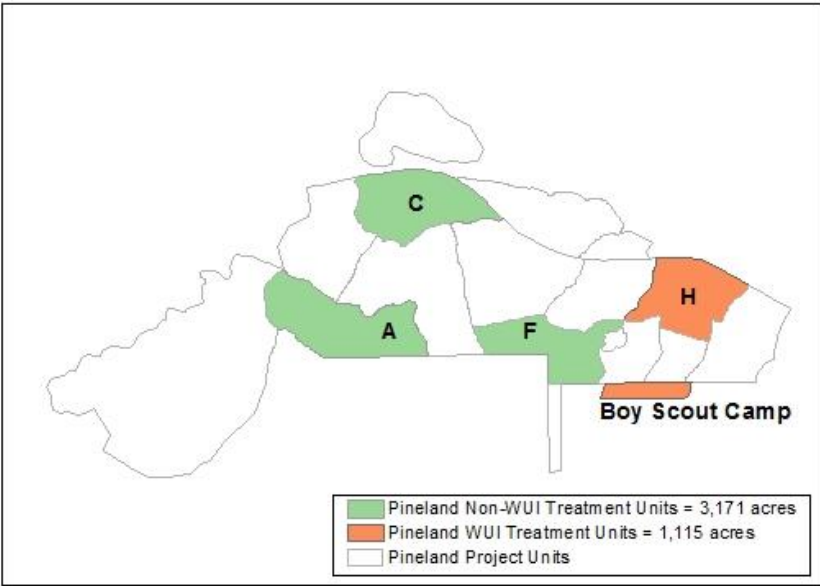 C
H
A
F
Boy Scout Camp
Pineland Non-WUI Treatment Units = 3,171 acres
Pineland WUI Treatment Units = 1,115 acres
Pineland Project Units